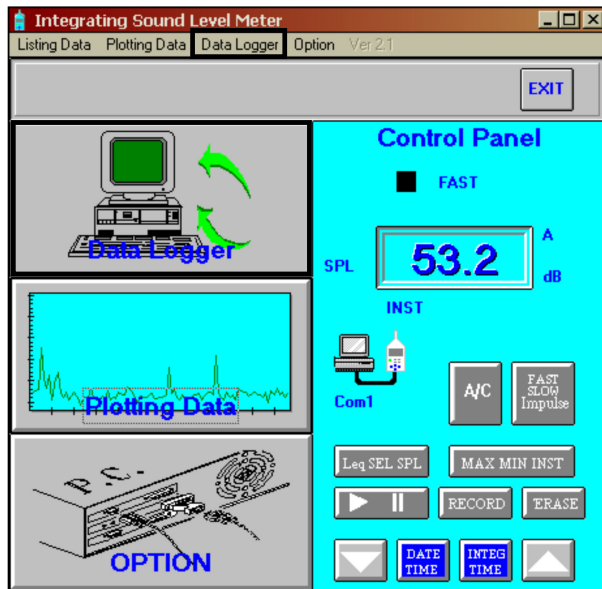 Integrating Sound Level Meter
Listing Data Plotting Data Data Logger Option Ver 2.1
EXIT
Data Logger
Plotting Data
P.C.
OPTION
Control Panel
FAST
SPL 53.2 A
dB
INST
Com1
A/C
FAST
SLOW
Impulse
Leq SEL SPL MAX MIN INST
RECORD ERASE
DATE
TIME
INTEG
TIME